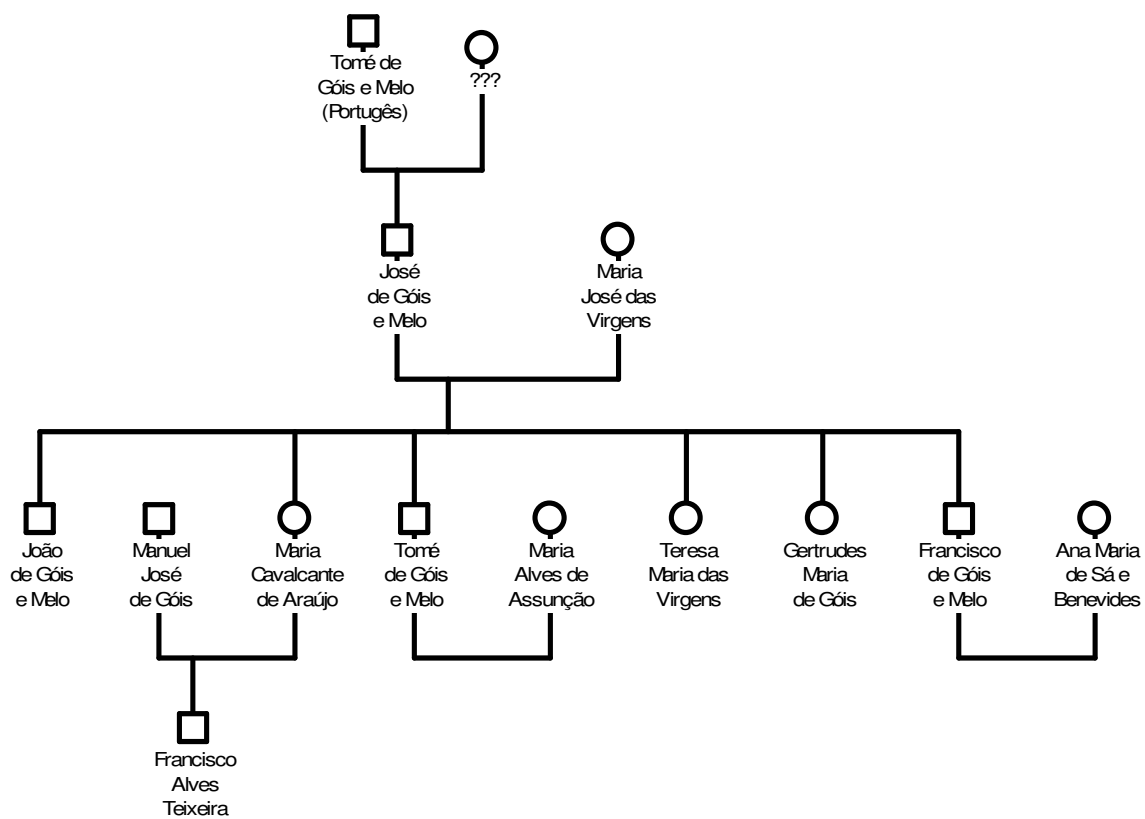 Tomé de
Góis e Melo
(Portugês)
???
José
de Góis
e Melo
Maria
José das
Virgens
João
de Góis
e Melo
Manuel
José
de Góis
Maria
Cavalcante
de Araújo
Tomé
de Góis
e Melo
Maria
Alves de
Assunção
Teresa
Maria das
Virgens
Gertrudes
Maria
de Góis
Francisco
de Góis
e Melo
Ana Maria
de Sá e
Benevides
Francisco
Alves
Teixeira